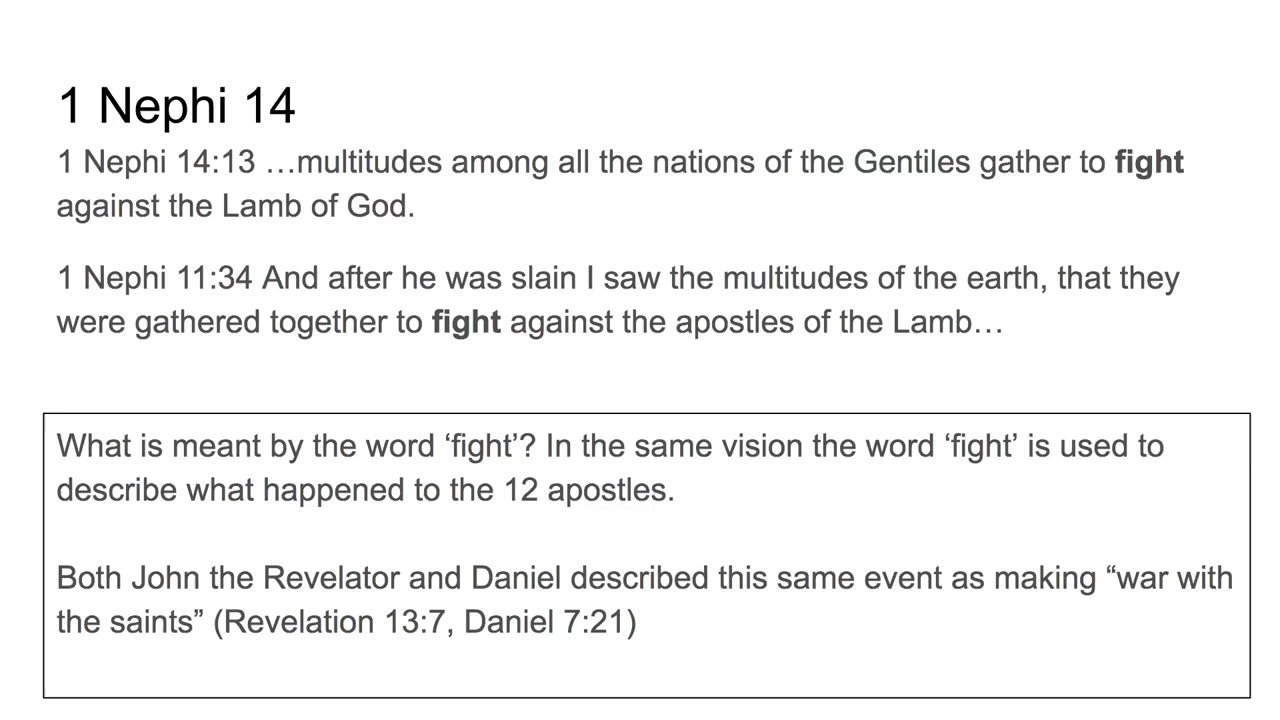 1 Nephi 14
1 Nephi 14:13 …multitudes among all the nations of the Gentiles gather to fight
against the Lamb of God.
1 Nephi 11:34 And after he was slain I saw the multitudes of the earth, that they
were gathered together to fight against the apostles of the Lamb…
What is meant by the word ‘fight’? In the same vision the word ‘fight’ is used to
describe what happened to the 12 apostles.
Both John the Revelator and Daniel described this same event as making “war with
the saints” (Revelation 13:7, Daniel 7:21)